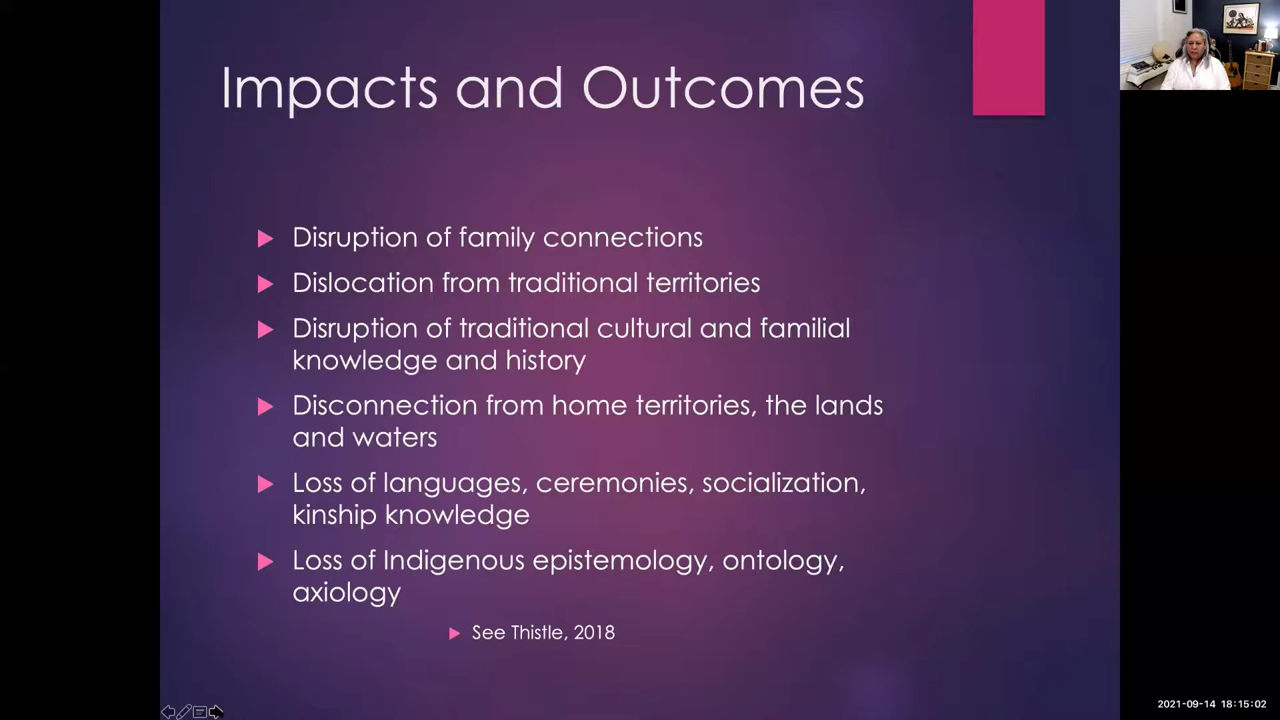 Impacts and Outcomes
Disruption of family connections
Dislocation from traditional territories
Disruption of traditional cultural and familial
knowledge and history
Disconnection from home territories, the lands
and waters
Loss of languages, ceremonies, socialization,
kinship knowledge
Loss of Indigenous epistemology, ontology,
axiology
See Thistle, 2018
2021-09-14 18:15:02